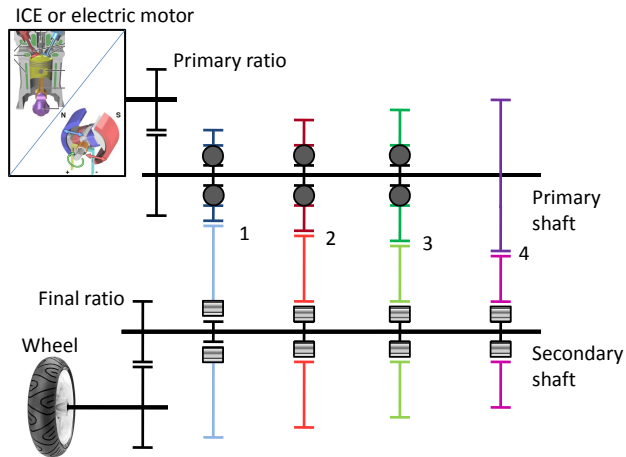 ICE or electric motor
Primary ratio
N
S
+
-
Primary
shaft
1
2
3
4
Final ratio
Wheel
Secondary
shaft